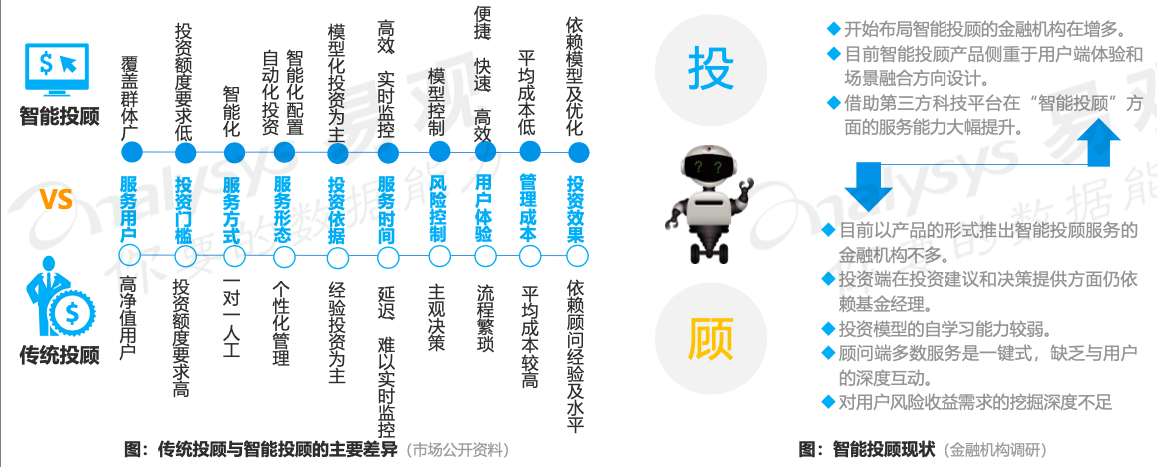 智能投顾
VS
传统投顾
覆盖群体广
投资额度要求低
智能化
智能化配置
自动化投资
模型化投资为主
高效 实时监控
模型控制
便捷 快速 高效
平均成本低
依赖模型及优化
服务用户
投资门槛
服务方式
服务形态
投资依据
服务时间
风险控制
用户体验
管理成本
投资效果
高净值用户
投资额度要求高
一对一人工
个性化管理
经验投资为主
延迟 难以实时监控
主观决策
流程繁琐
平均成本较高
依赖顾问经验及水平
图：传统投顾与智能投顾的主要差异（市场公开资料）
投
顾
? ?
◆开始布局智能投顾的金融机构在增多。
◆目前智能投顾产品侧重于用户端体验和
场景融合方向设计。
◆借助第三方科技平台在“智能投顾”方
面的服务能力大幅提升。
◆目前以产品的形式推出智能投顾服务的
金融机构不多。
◆投资端在投资建议和决策提供方面仍依
赖基金经理。
◆投资模型的自学习能力较弱。
◆顾问端多数服务是一键式，缺乏与用户
的深度互动。
◆对用户风险收益需求的挖掘深度不足
图：智能投顾现状（金融机构调研）
analysys 易观
你要的数据能力
analysys 易观
你要的数据能